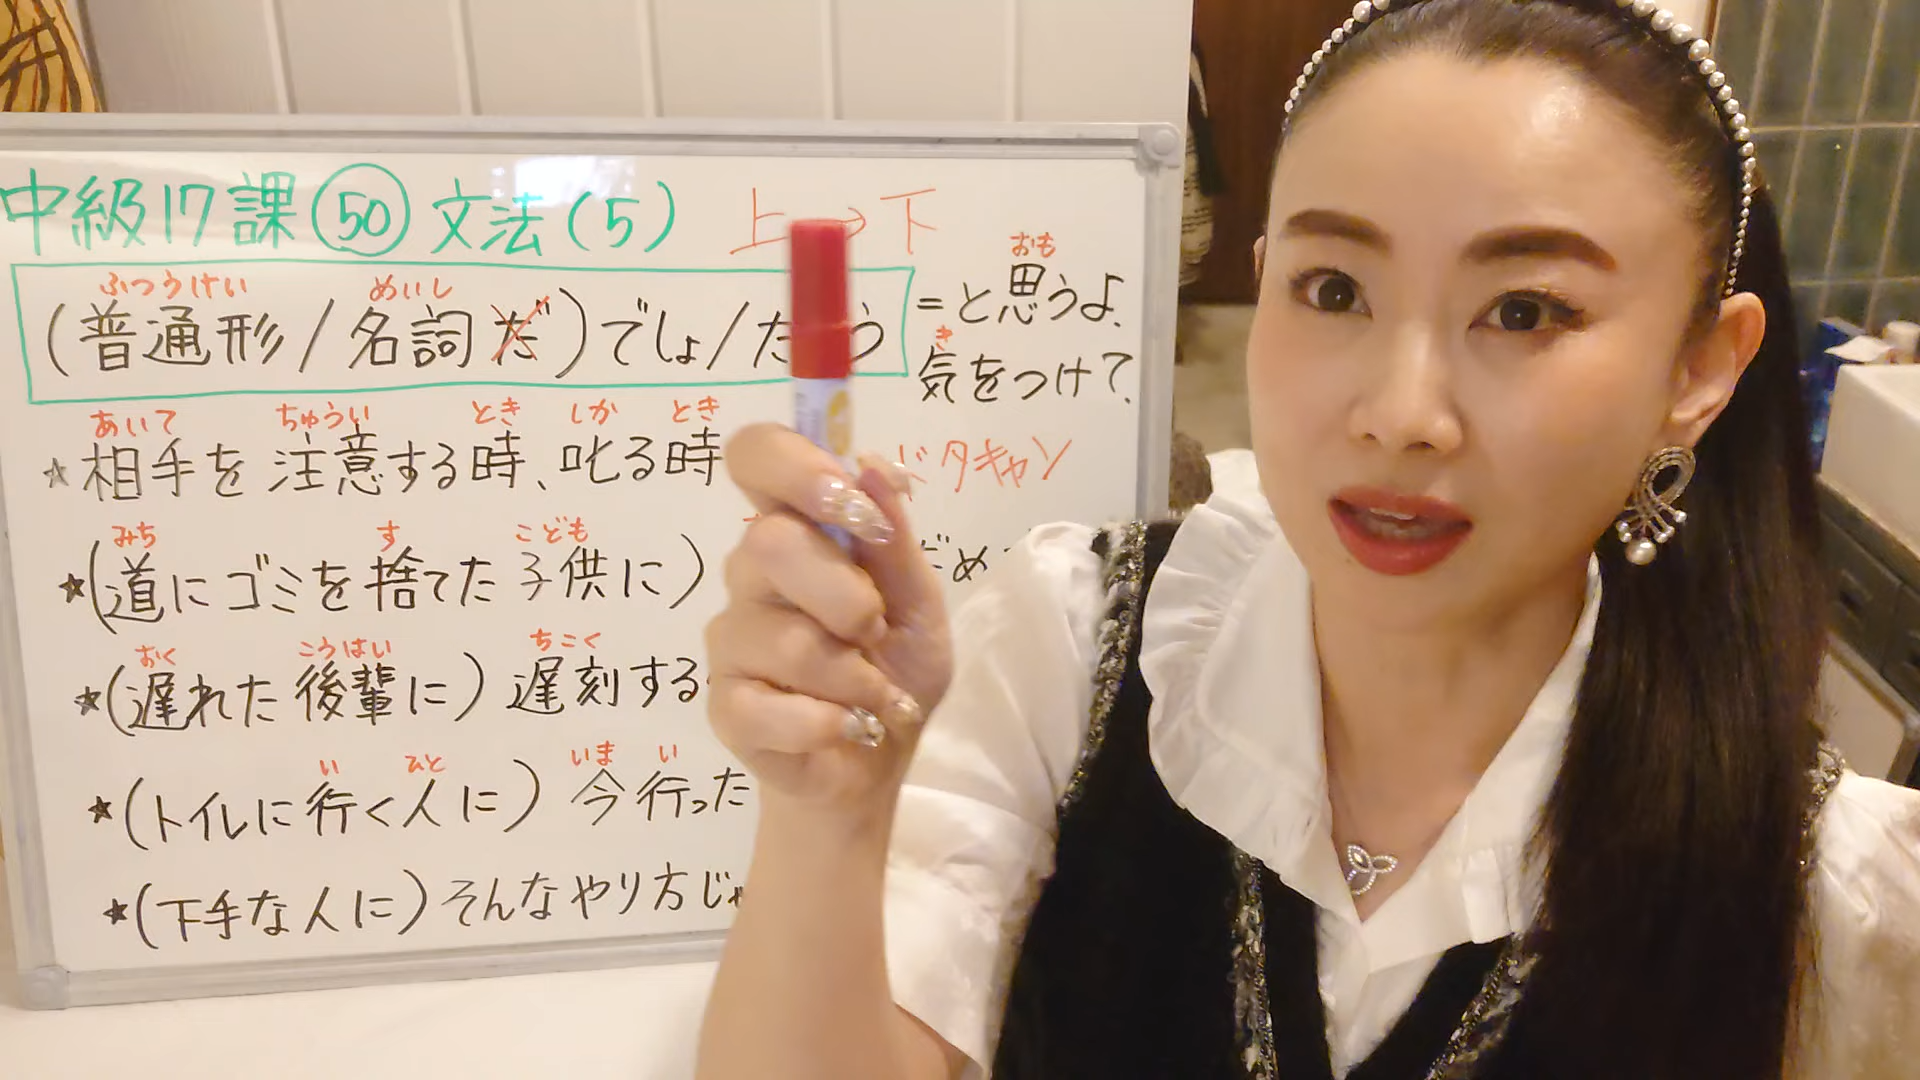 中級17課㊿文法(5) 上→下
ふつうけい めいし
(普通形/名詞だ)でしょ/た う
おも
=と思うよ、
き
気をつけて。
あいて ちゅうい とき しか とき
☆相手を注意する時、叱る時
ドタキャン
みち す こども
★(道にゴミを捨てた子供に) だめ
おく こうはい ちこく
★(遅れた後輩に)遅刻する
い ひと いま い
★(トイレに行く人に)今行った
★(下手な人に)そんなやり方じゃ